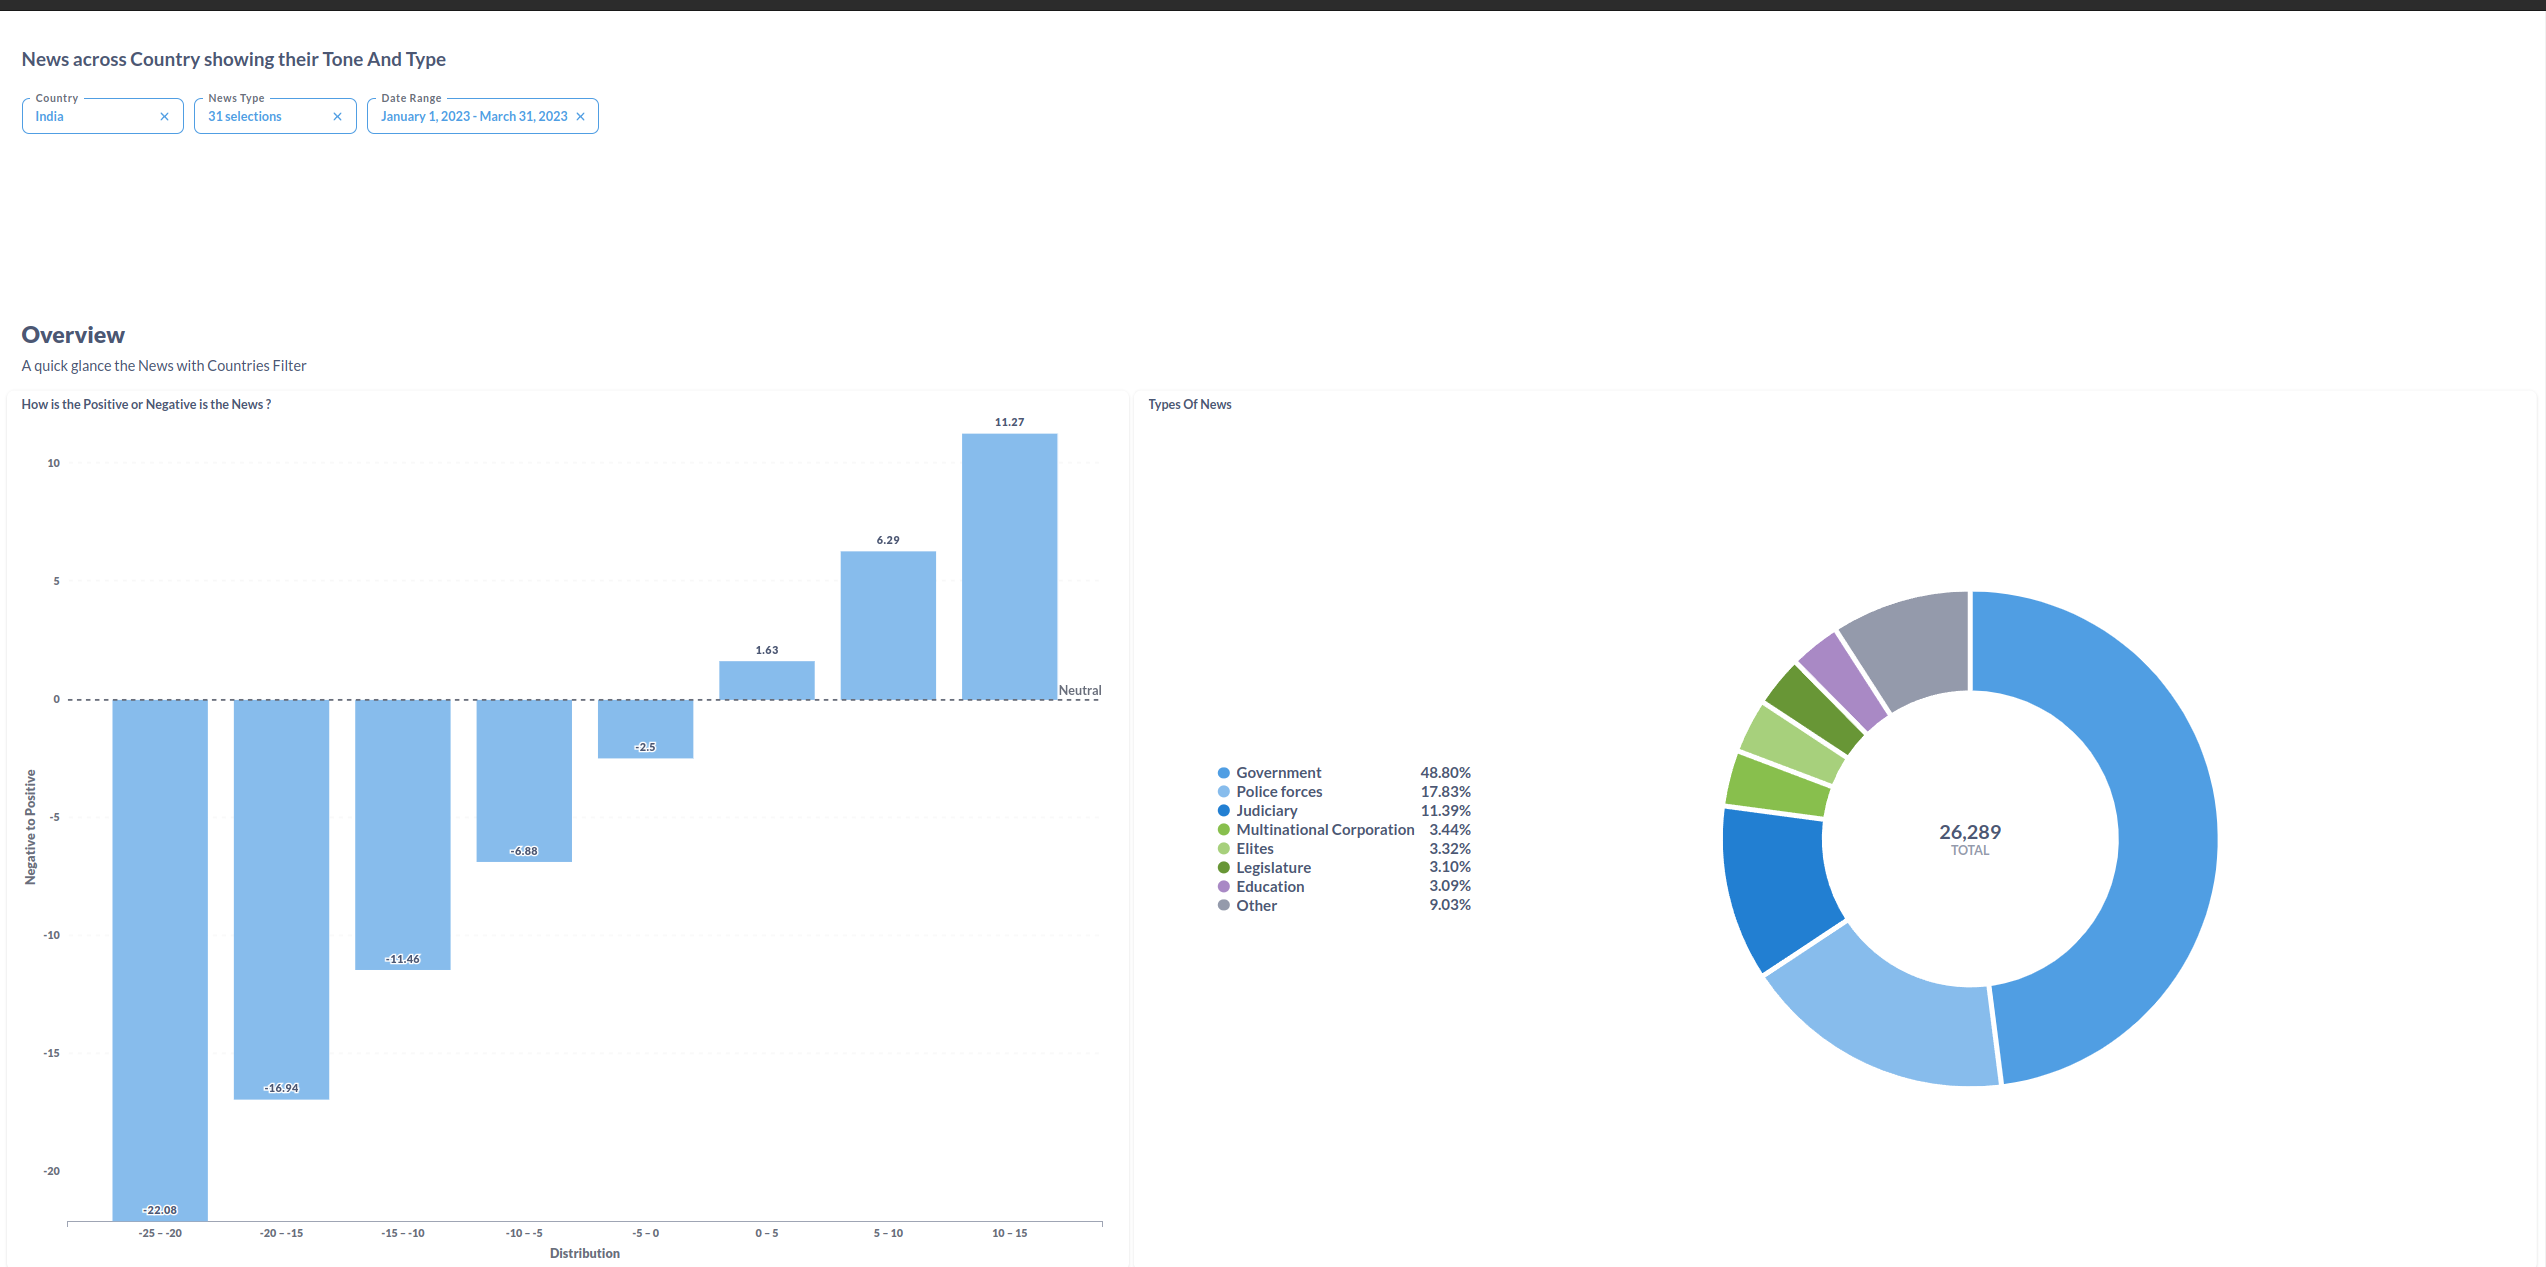 News across Country showing their Tone And Type
Country
India
News Type
31 selections
Date Range
January 1, 2023 - March 31, 2023
Overview
A quick glance the News with Countries Filter
How is the Positive or Negative is the News ?
11.27
10
6.29
5
1.63
Neutral
0
-2.5
-5
-6.88
-10
-11.46
-15
-16.94
-20
-22.08
Negative to Positive
-25 – -20
-20 – -15
-15 – -10
-10 – -5
-5 – 0
0 – 5
5 – 10
10 – 15
Distribution
Types Of News
Government 48.80%
Police forces 17.83%
Judiciary 11.39%
Multinational Corporation 3.44%
Elites 3.32%
Legislature 3.10%
Education 3.09%
Other 9.03%
26,289
TOTAL